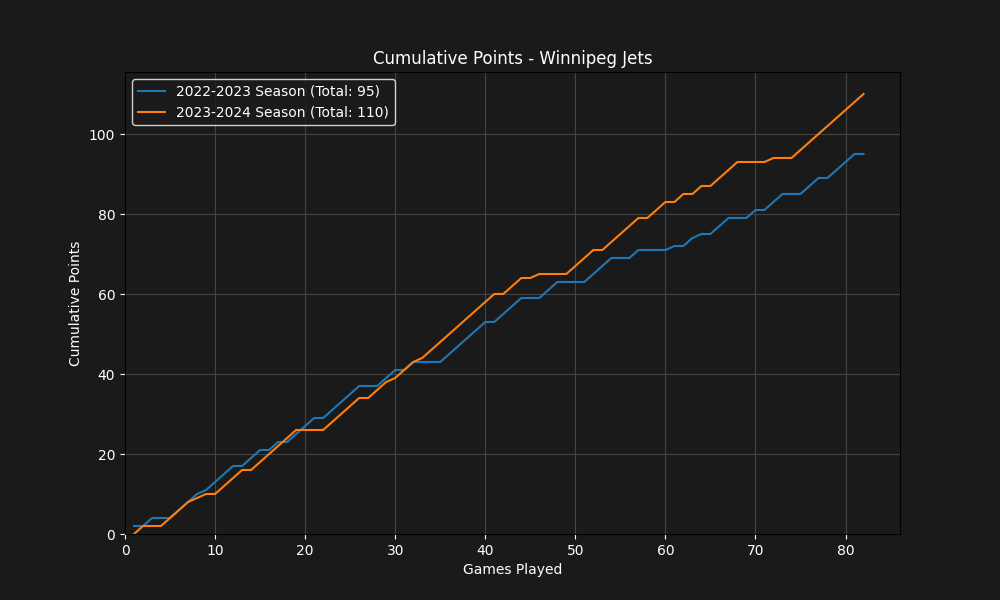 Cumulative Points - Winnipeg Jets
2022-2023 Season (Total: 95)
2023-2024 Season (Total: 110)
100
80
60
40
20
0
Cumulative Points
0 10 20 30 40 50 60 70 80
Games Played